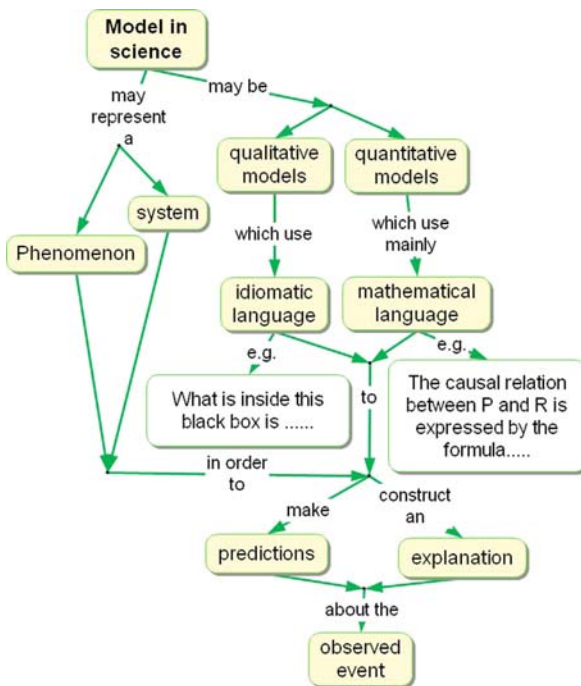 Model in
science
may
represent
a
may be
qualitative
models
quantitative
models
system
Phenomenon
which use
which use
mainly
idiomatic
language
mathematical
language
e.g.
e.g.
What is inside this
black box is ......
to
The causal relation
between P and R is
expressed by the
formula.....
in order
to
make
construct
an
predictions
explanation
about the
observed
event